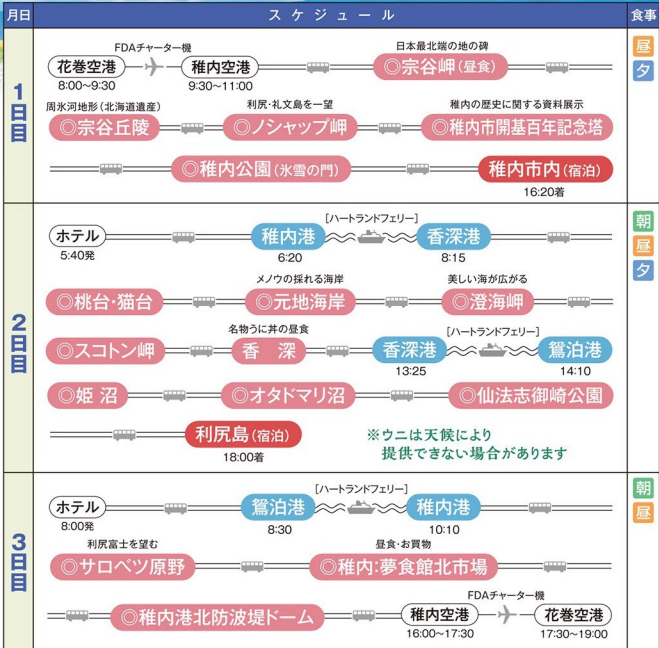 月日 スケジュール 食事
1日目
FDAチャーター機 日本最北端の地の碑
花巻空港 稚内空港 ◎宗谷岬(昼食) 昼
8:00〜9:30 9:30〜11:00 夕
周氷河地形(北海道遺産) 利尻・礼文島を一望 稚内の歴史に関する資料展示
◎宗谷丘陵 ◎ノシャップ岬 ◎稚内市開基百年記念塔
◎稚内公園(氷雪の門) 稚内市内(宿泊)
16:20着
2日目
[ハートランドフェリー]
ホテル 稚内港 香深港 朝
5:40発 6:20 8:15 昼
夕
メノウの採れる海岸 美しい海が広がる
◎桃台・猫台 ◎元地海岸 ◎澄海岬
名物うに丼の昼食 [ハートランドフェリー]
◎スコトン岬 香深 香深港 鴛泊港
13:25 14:10
◎姫沼 ◎オタドマリ沼 ◎仙法志御崎公園
利尻島(宿泊) ※ウニは天候により
18:00着 提供できない場合があります
3日目
[ハートランドフェリー]
ホテル 鴛泊港 稚内港 朝
8:00発 8:30 10:10 昼
利尻富士を望む 昼食・お買物
◎サロベツ原野 ◎稚内:夢食館北市場
FDAチャーター機
◎稚内港北防波堤ドーム 稚内空港 花巻空港
16:00〜17:30 17:30〜19:00